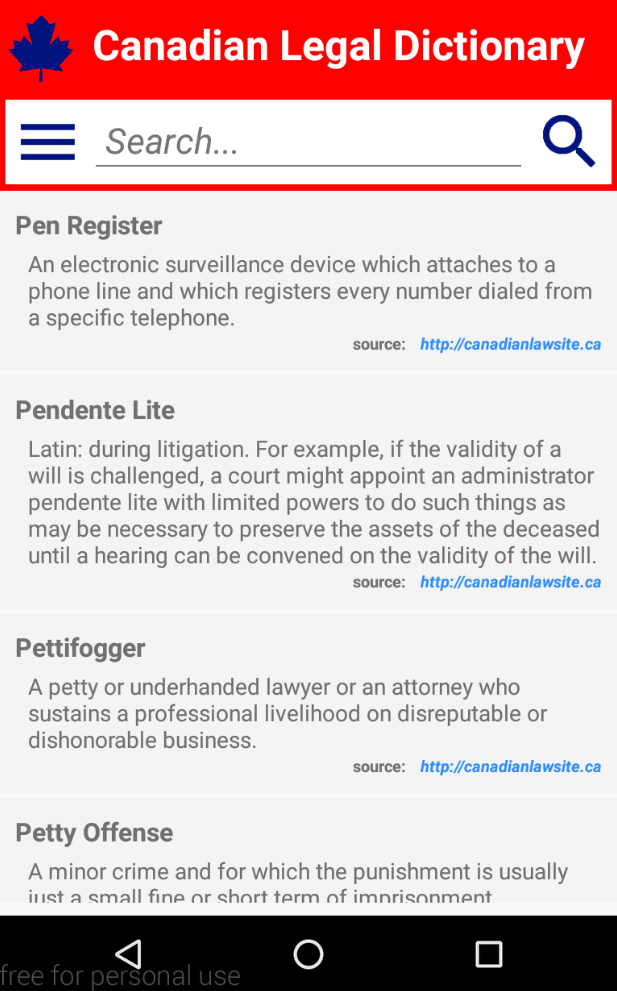 Canadian Legal Dictionary
Search...
Pen Register
An electronic surveillance device which attaches to a
phone line and which registers every number dialed from
a specific telephone.
source: http://canadianlawsite.ca
Pendente Lite
Latin: during litigation. For example, if the validity of a
will is challenged, a court might appoint an administrator
pendente lite with limited powers to do such things as
may be necessary to preserve the assets of the deceased
until a hearing can be convened on the validity of the will.
source: http://canadianlawsite.ca
Pettifogger
A petty or underhanded lawyer or an attorney who
sustains a professional livelihood on disreputable or
dishonorable business.
source: http://canadianlawsite.ca
Petty Offense
A minor crime and for which the punishment is usually
just a small fine or short term of imprisonment
free for personal use